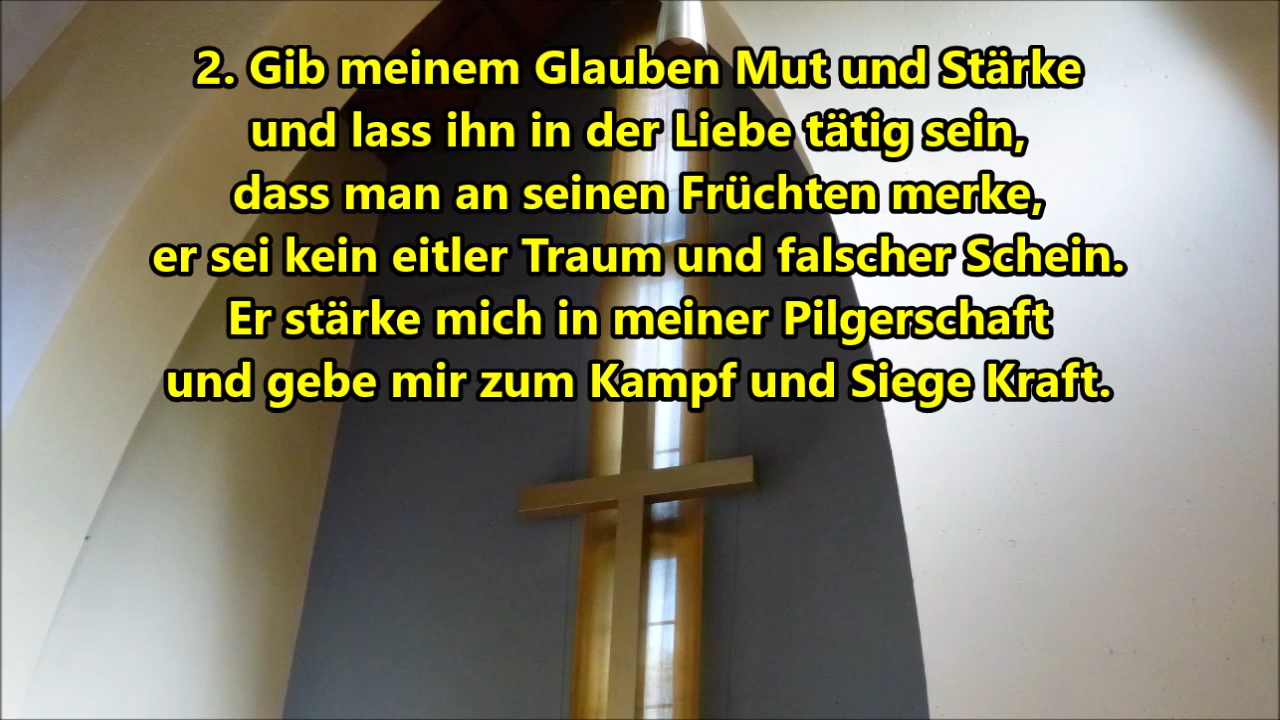 2. Gib meinem Glauben Mut und Stärke
und lass ihn in der Liebe tätig sein,
dass man an seinen Früchten merke,
er sei kein eitler Traum und falscher Schein.
Er stärke mich in meiner Pilgerschaft
und gebe mir zum Kampf und Siege Kraft.